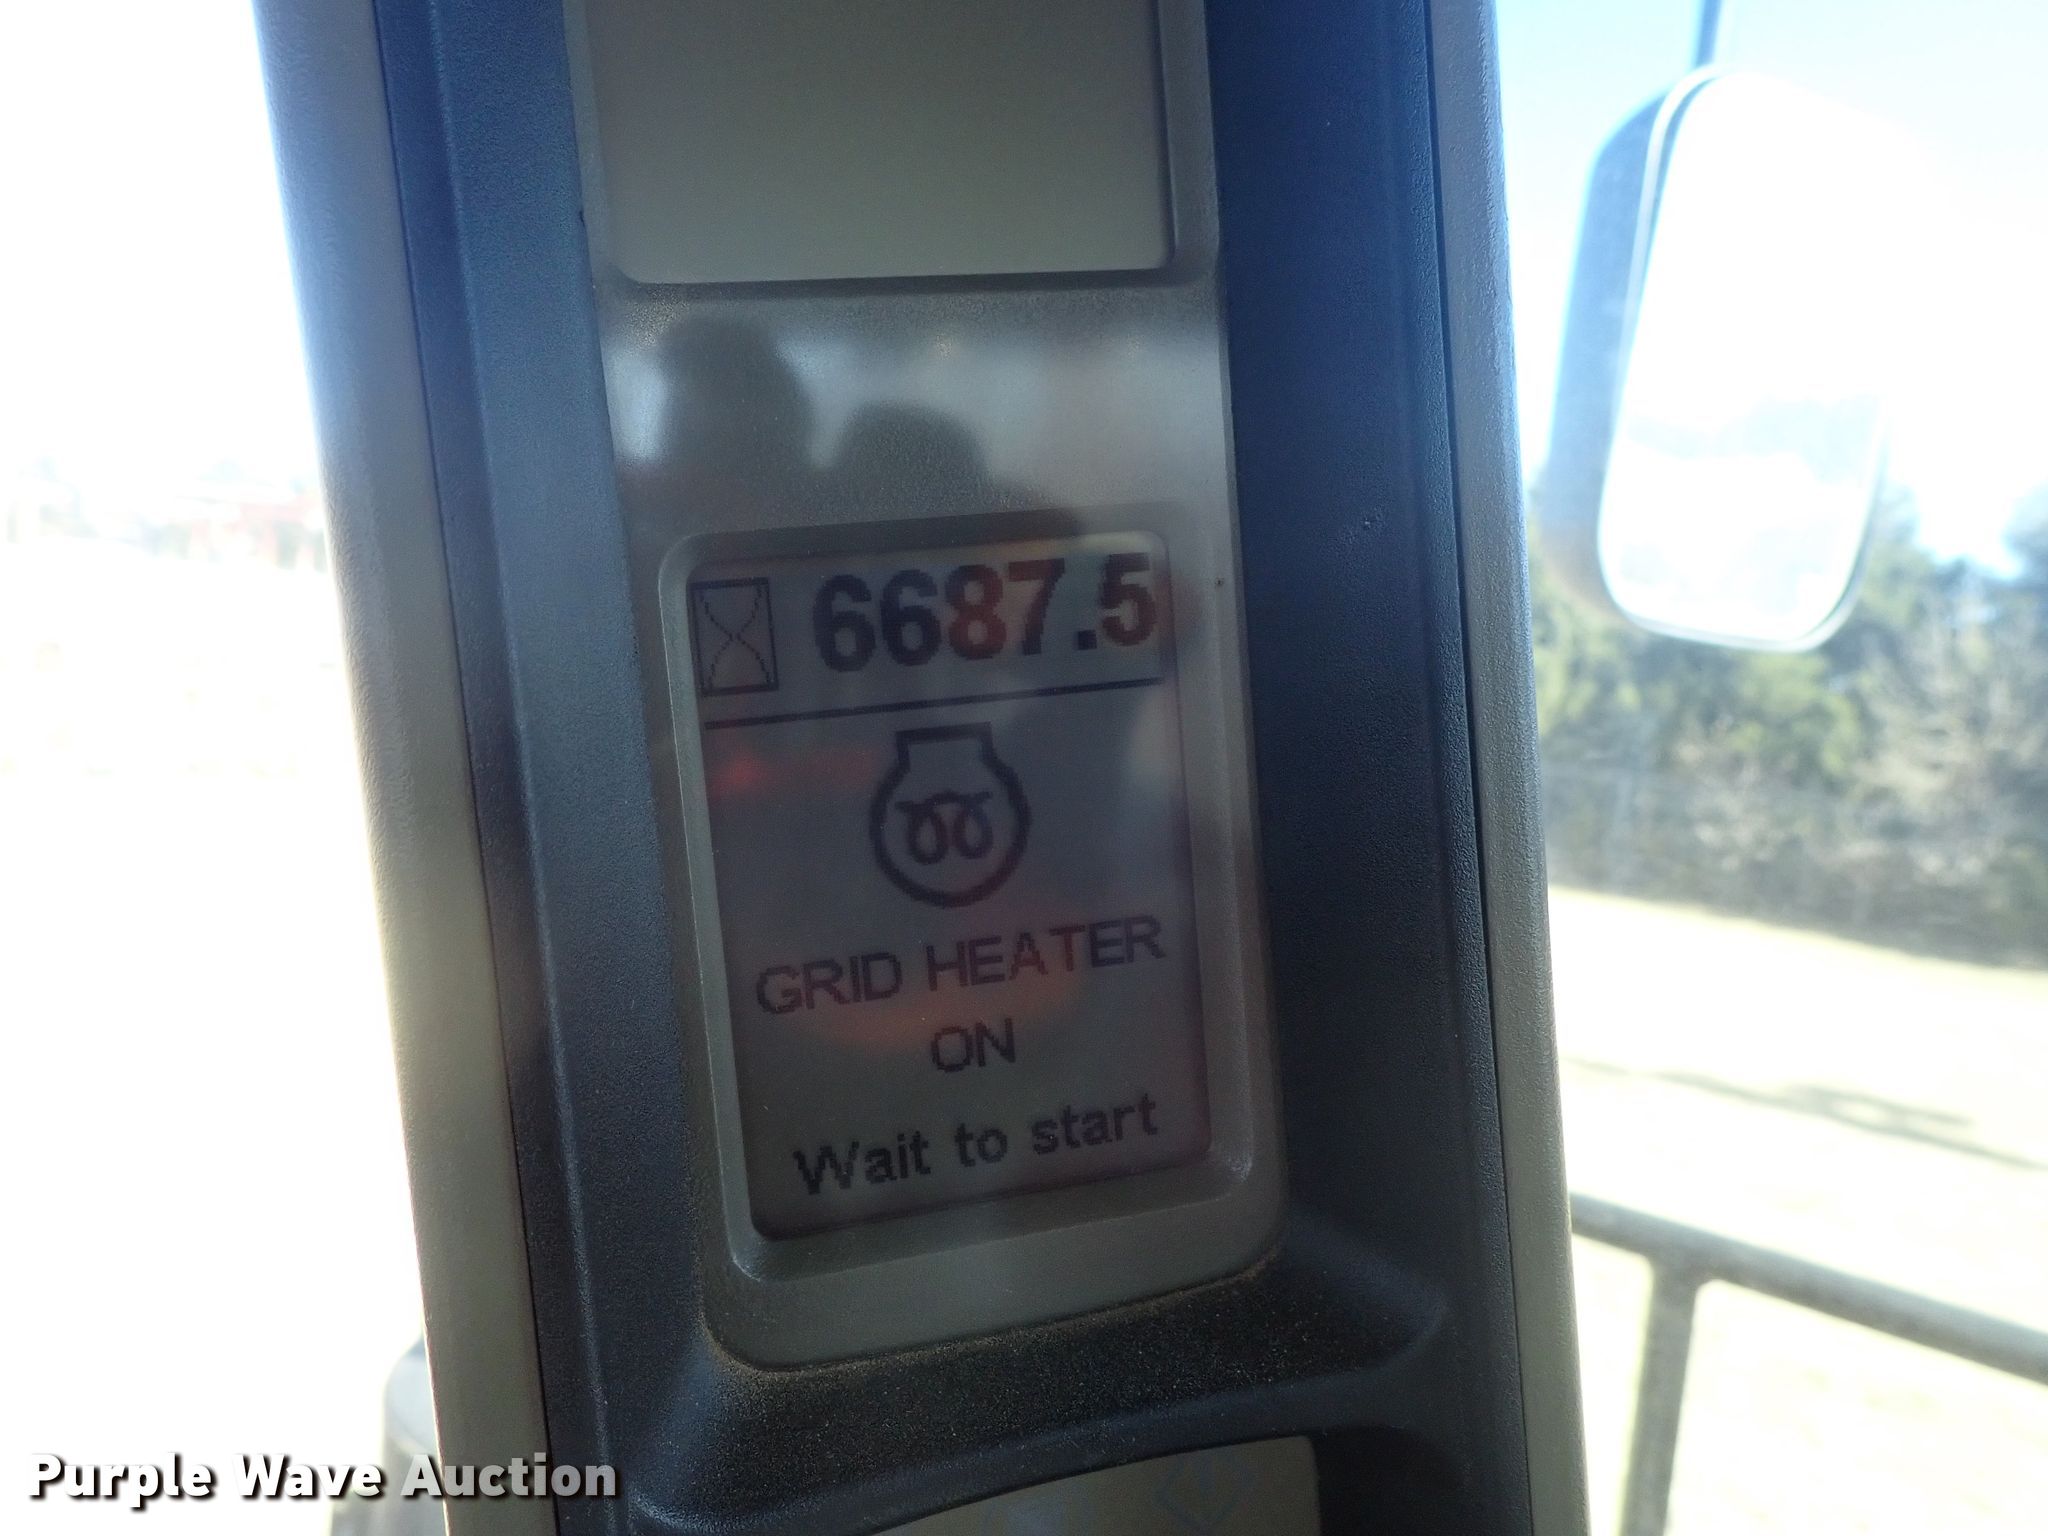 6687.5
GRID HEATER
ON
Wait to start
Purple Wave Auction